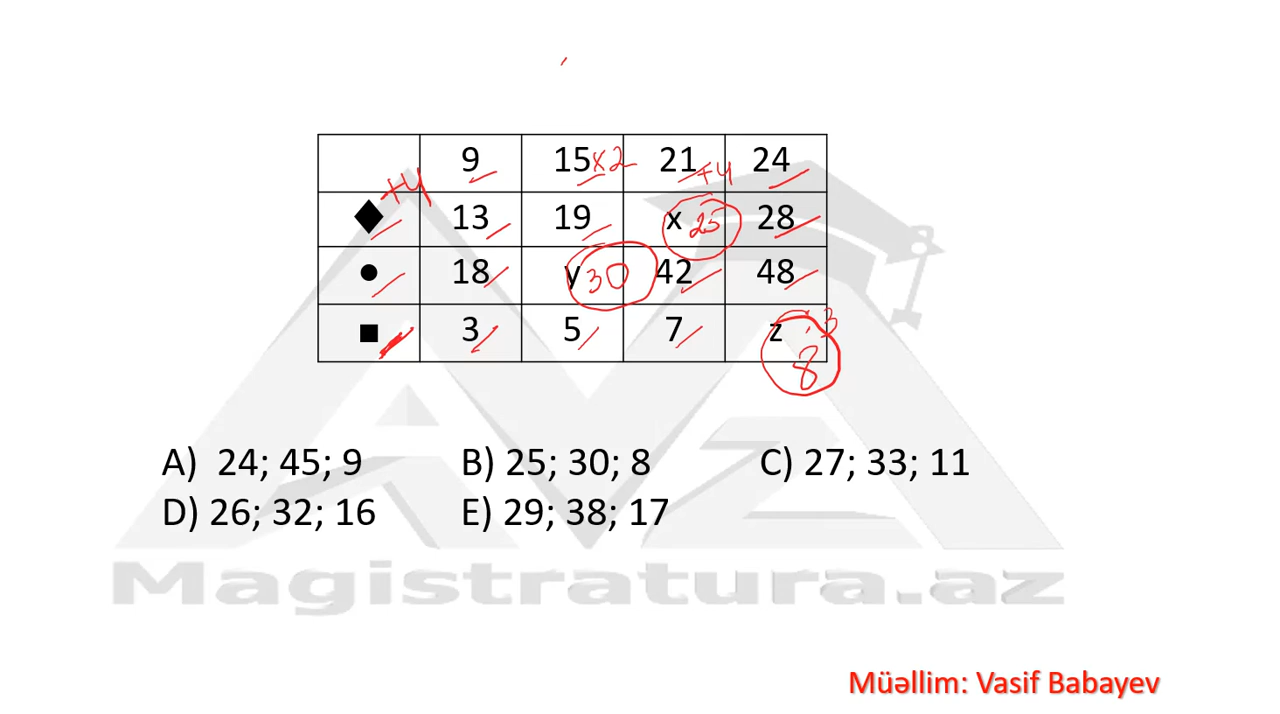 9 15 x2 21 24
♦ +4 13 19 x +4 25 28
● 18 y 30 42 48
■ 3 5 7 z :3 8
A) 24; 45; 9 B) 25; 30; 8 C) 27; 33; 11
D) 26; 32; 16 E) 29; 38; 17
Magistratura.az
Müəllim: Vasif Babayev